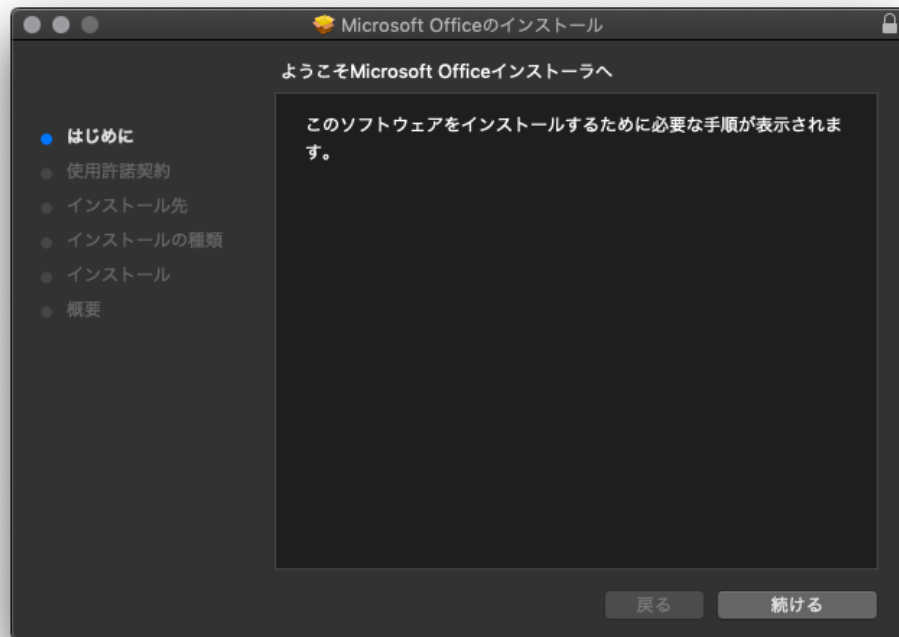 Microsoft Officeのインストール
ようこそMicrosoft Officeインストーラへ
はじめに
使用許諾契約
インストール先
インストールの種類
インストール
概要
このソフトウェアをインストールするために必要な手順が表示されま
す。
戻る
続ける